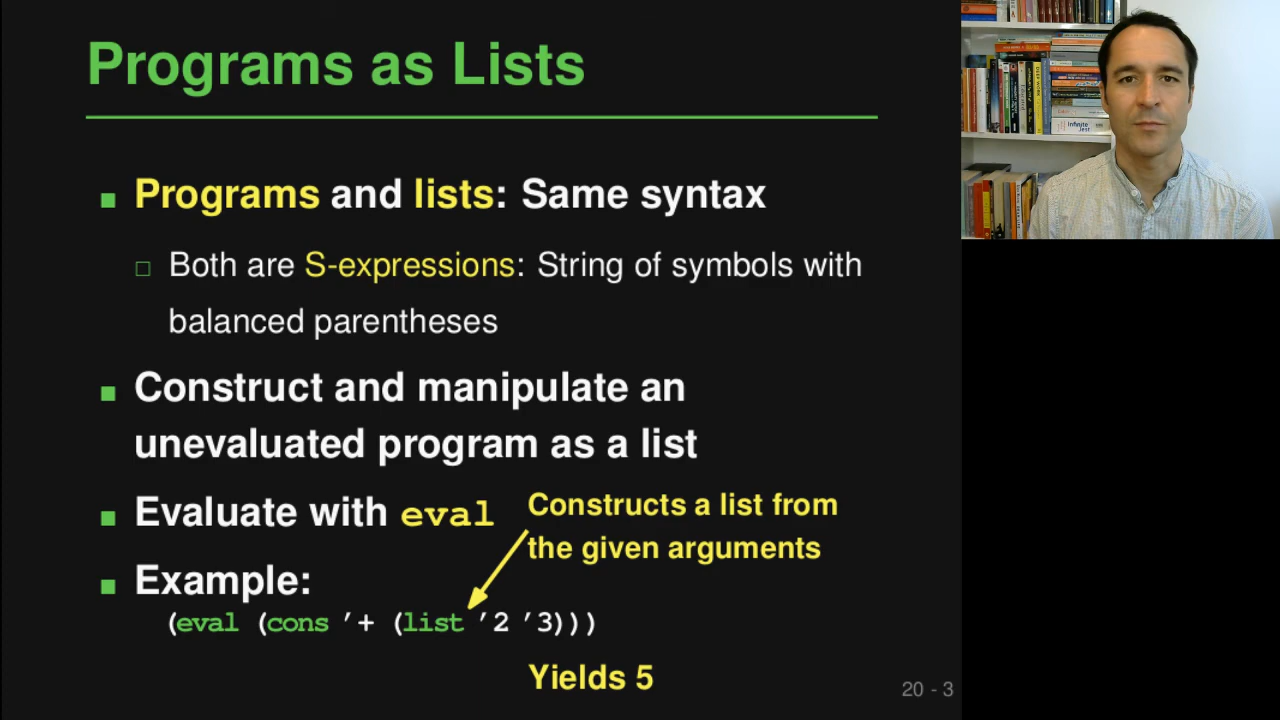 Programs as Lists
Programs and lists: Same syntax
Both are S-expressions: String of symbols with
balanced parentheses
Construct and manipulate an
unevaluated program as a list
Evaluate with eval
Constructs a list from
the given arguments
Example:
(eval (cons ’+ (list ’2 ’3)))
Yields 5
20 - 3
Infinite
Jest